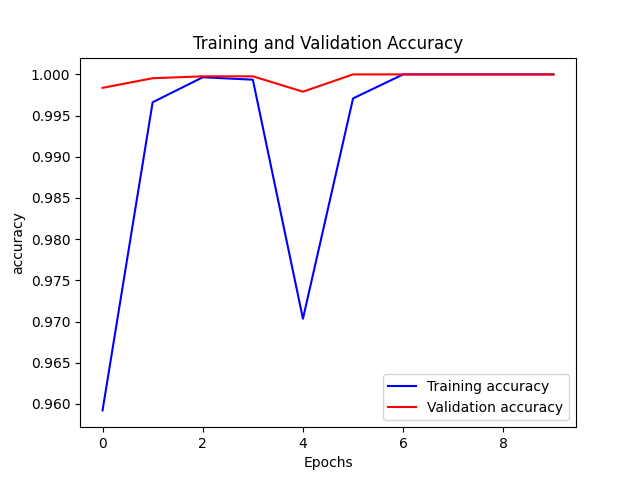 Training and Validation Accuracy
1.000
0.995
0.990
0.985
0.980
0.975
0.970
0.965
0.960
accuracy
Training accuracy
Validation accuracy
0 2 4 6 8
Epochs